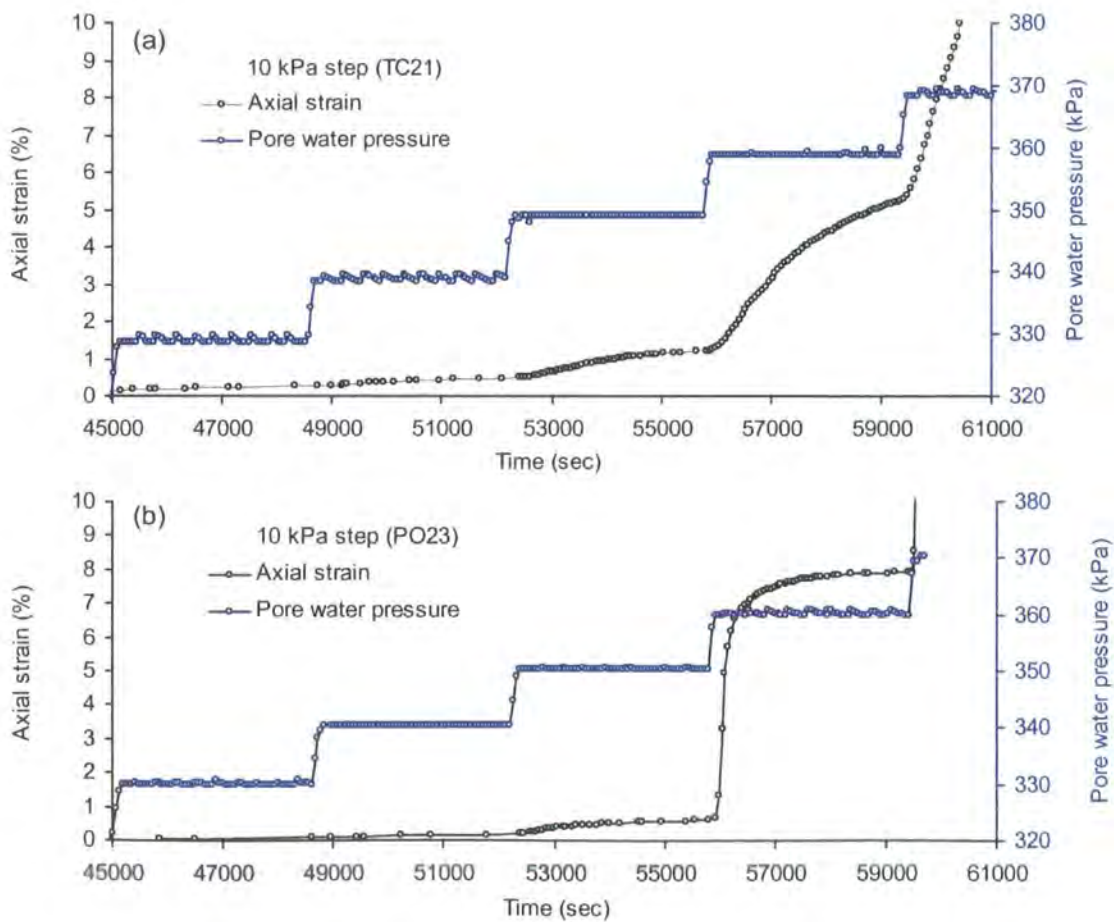 (a)
10 kPa step (TC21)
Axial strain
Pore water pressure
Axial strain (%)
10
9
8
7
6
5
4
3
2
1
0
380
370
360
350
340
330
320
Pore water pressure (kPa)
45000 47000 49000 51000 53000 55000 57000 59000 61000
Time (sec)
(b)
10 kPa step (PO23)
Axial strain
Pore water pressure
Axial strain (%)
10
9
8
7
6
5
4
3
2
1
0
380
370
360
350
340
330
320
Pore water pressure (kPa)
45000 47000 49000 51000 53000 55000 57000 59000 61000
Time (sec)